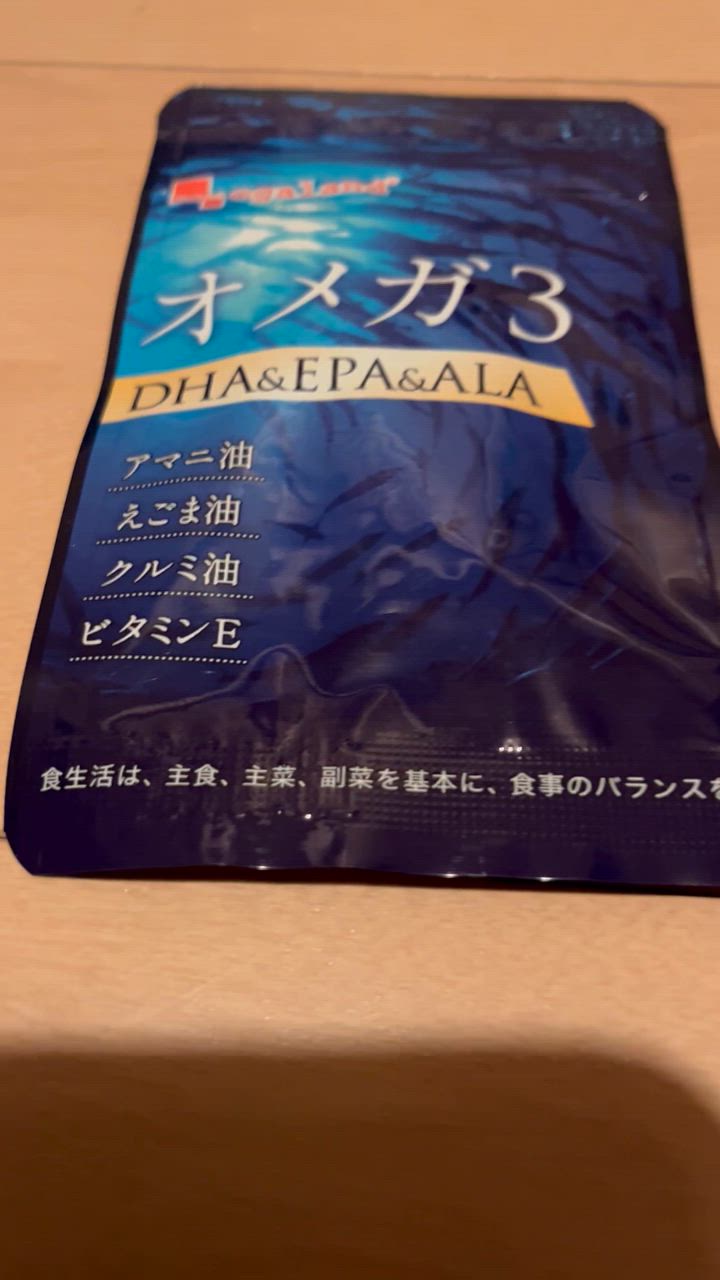 ogaland
オメガ3
DHA&EPA&ALA
アマニ油
えごま油
クルミ油
ビタミンE
食生活は、主食、主菜、副菜を基本に、食事のバランスを